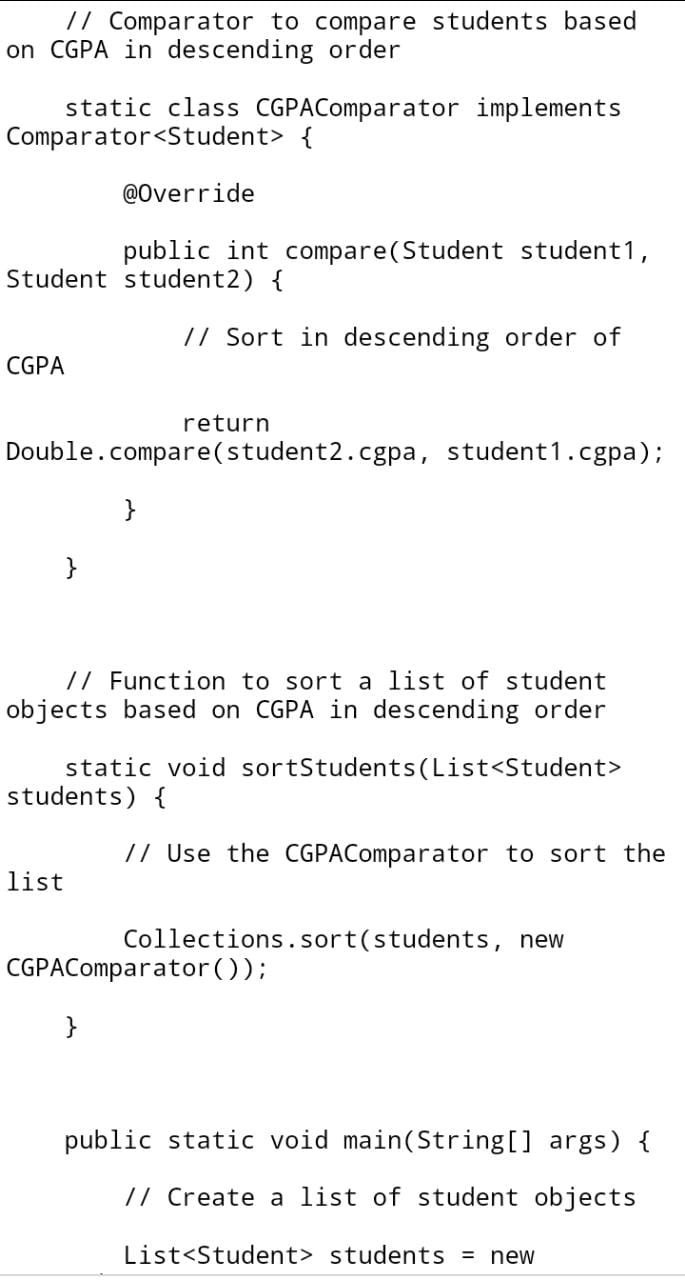 // Comparator to compare students based
on CGPA in descending order
static class CGPAComparator implements
Comparator<Student> {
@Override
public int compare(Student student1,
Student student2) {
// Sort in descending order of
CGPA
return
Double.compare(student2.cgpa, student1.cgpa);
}
}
// Function to sort a list of student
objects based on CGPA in descending order
static void sortStudents(List<Student>
students) {
// Use the CGPAComparator to sort the
list
Collections.sort(students, new
CGPAComparator());
}
public static void main(String[] args) {
// Create a list of student objects
List<Student> students = new